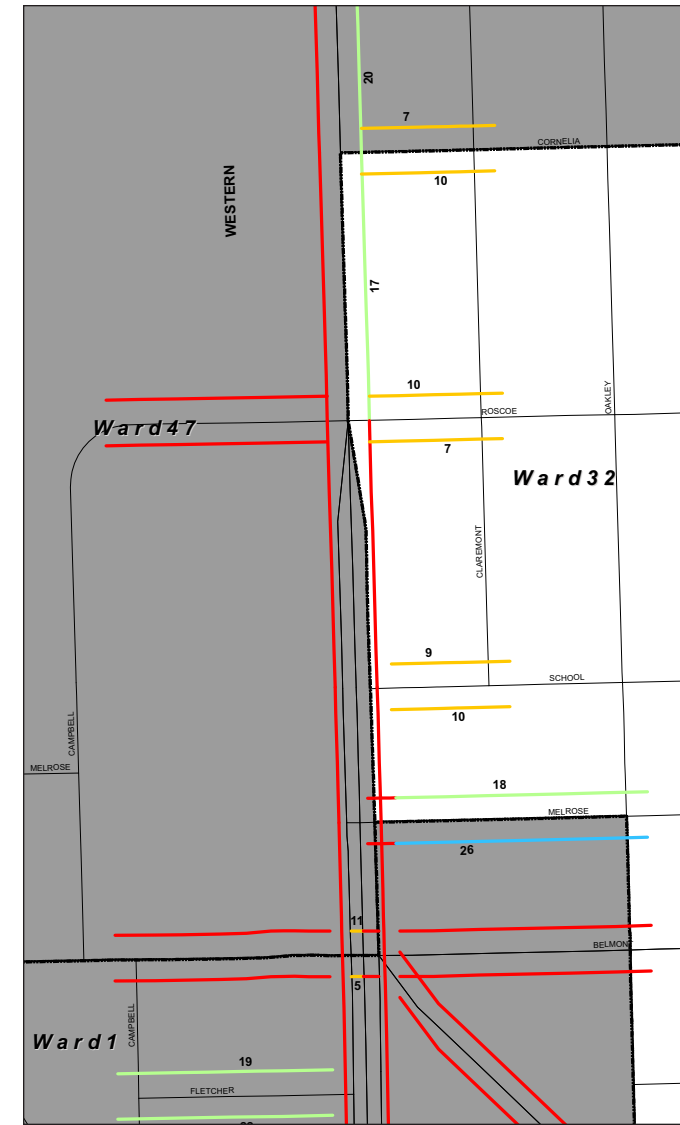 20
7
CORNELIA
10
WESTERN
17
10
OAKLEY
ROSCOE
Ward47
7
Ward32
CLAREMONT
9
SCHOOL
10
CAMPBELL
MELROSE
18
MELROSE
26
11
BELMONT
5
Ward1
CAMPBELL
19
FLETCHER